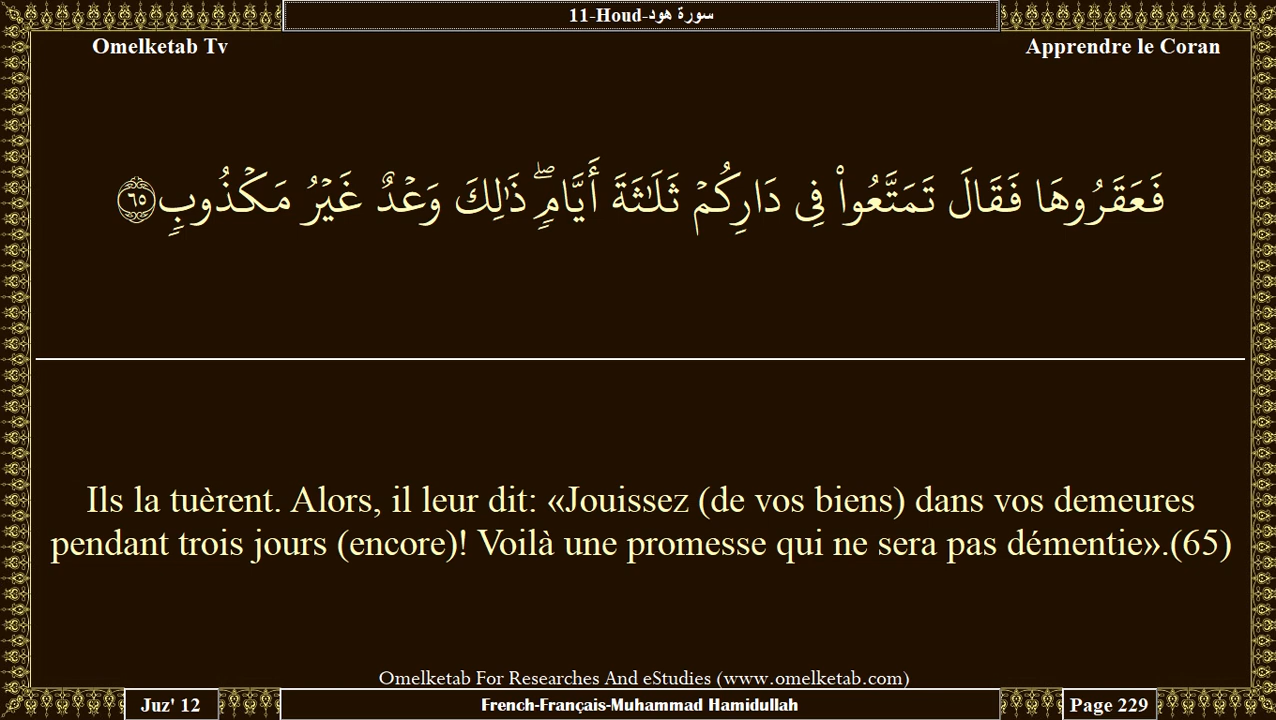 11-Houd-سورة هود
Omelketab Tv
Apprendre le Coran
فَعَقَرُوهَا فَقَالَ تَمَتَّعُوا۟ فِى دَارِكُمْ ثَلَـٰثَةَ أَيَّامٍۢ ۖ ذَٰلِكَ وَعْدٌ غَيْرُ مَكْذُوبٍۢ ٦٥
Ils la tuèrent. Alors, il leur dit: «Jouissez (de vos biens) dans vos demeures
pendant trois jours (encore)! Voilà une promesse qui ne sera pas démentie».(65)
Omelketab For Researches And eStudies (www.omelketab.com)
Juz' 12
French-Français-Muhammad Hamidullah
Page 229